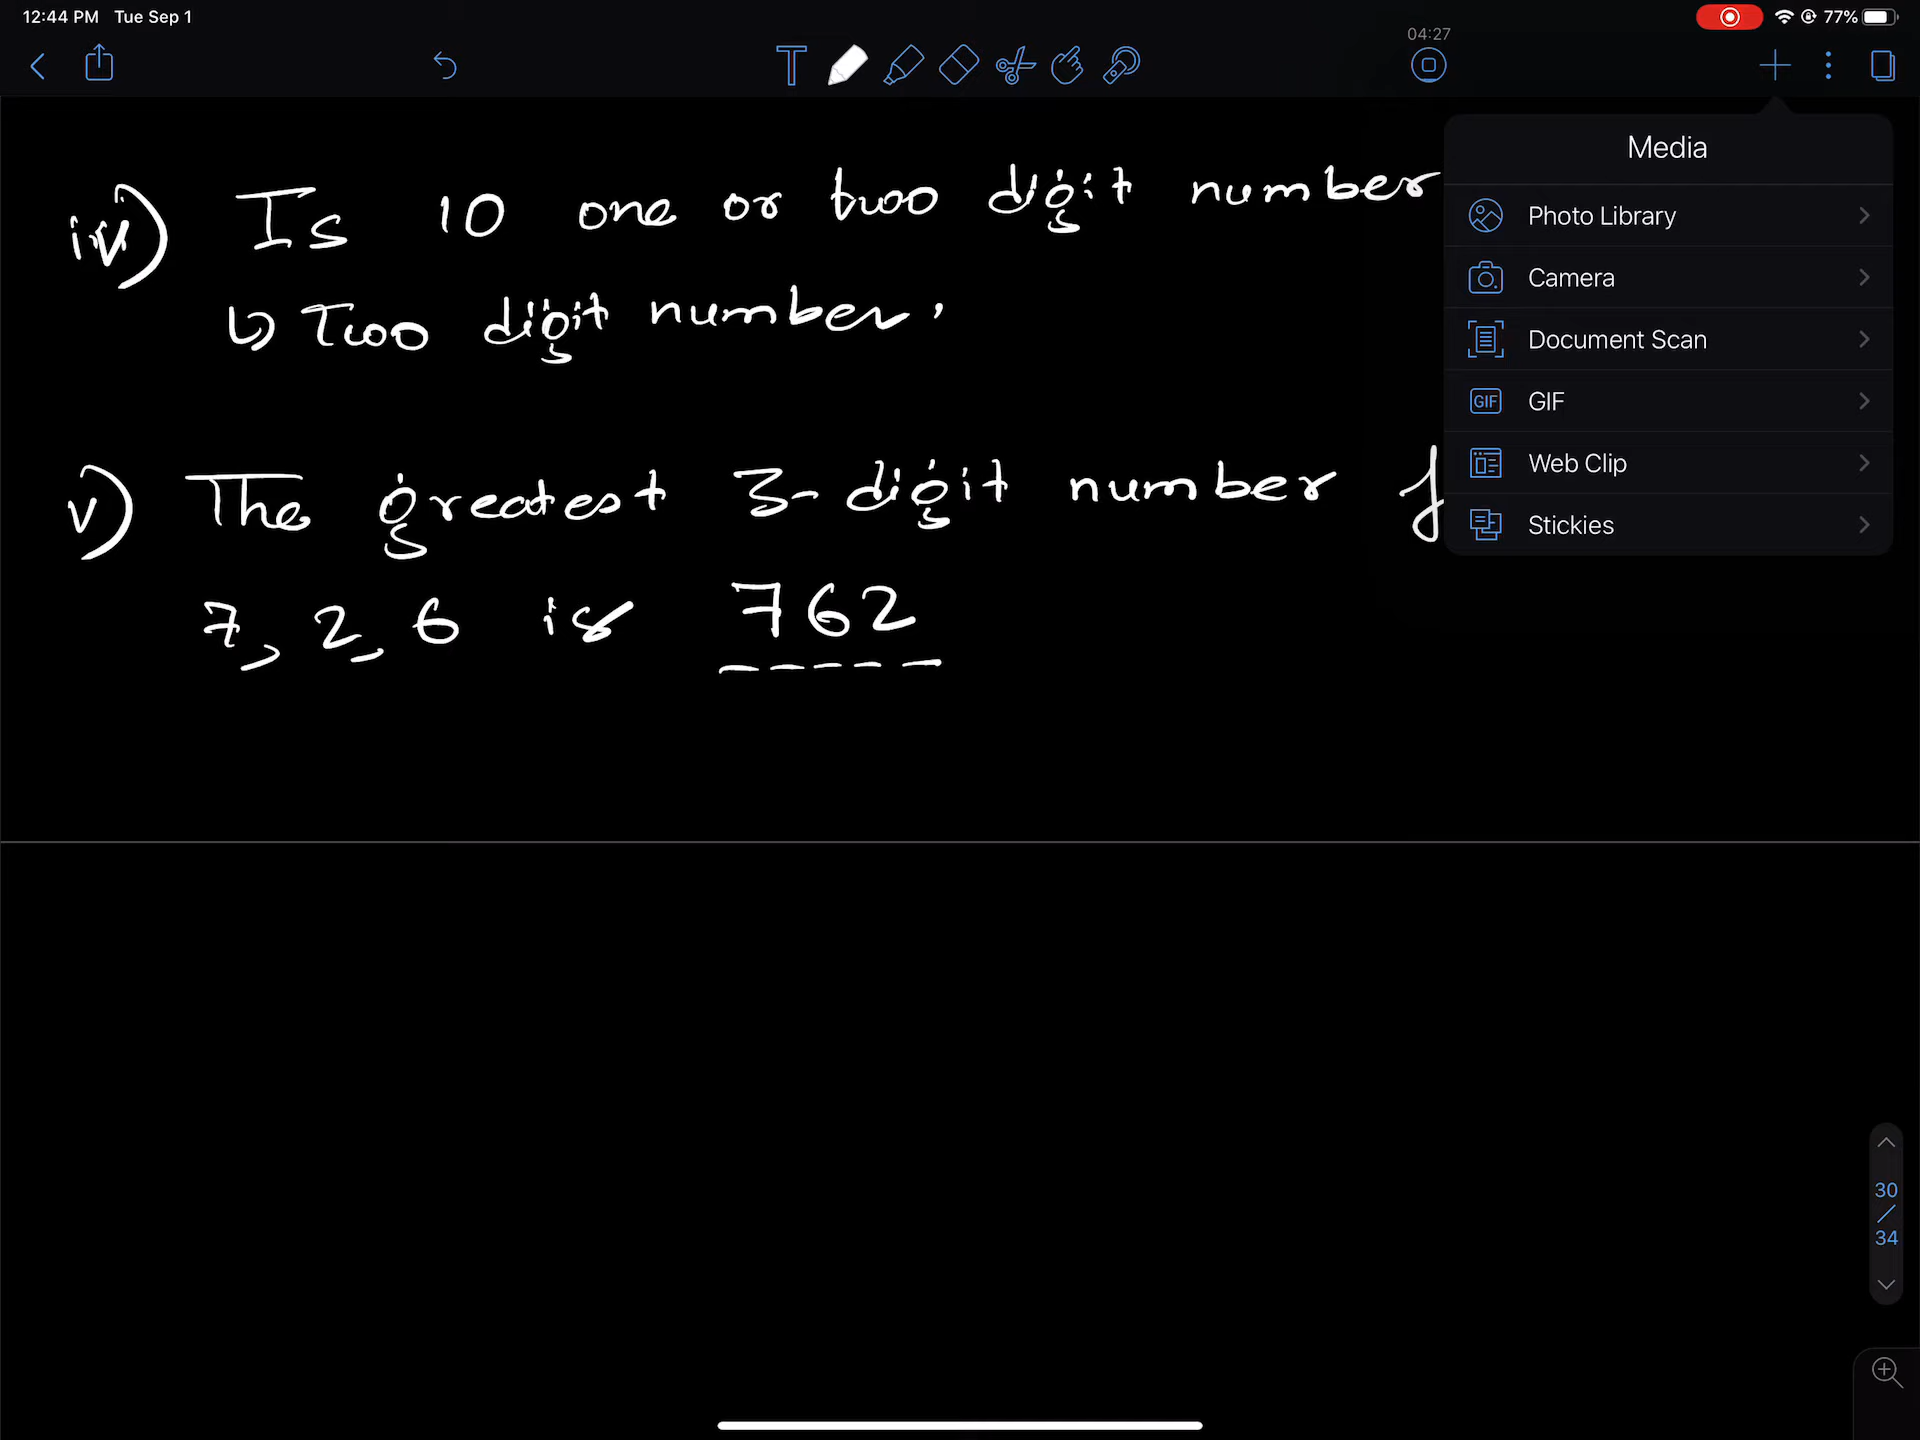 12:44 PM Tue Sep 1
77%
04:27
Media
Photo Library
Camera
Document Scan
GIF
GIF
Web Clip
Stickies
iv) Is 10 one or two digit number
↳ Two digit number.
v) The greatest 3-digit number
7, 2, 6 is 762
30
/
34